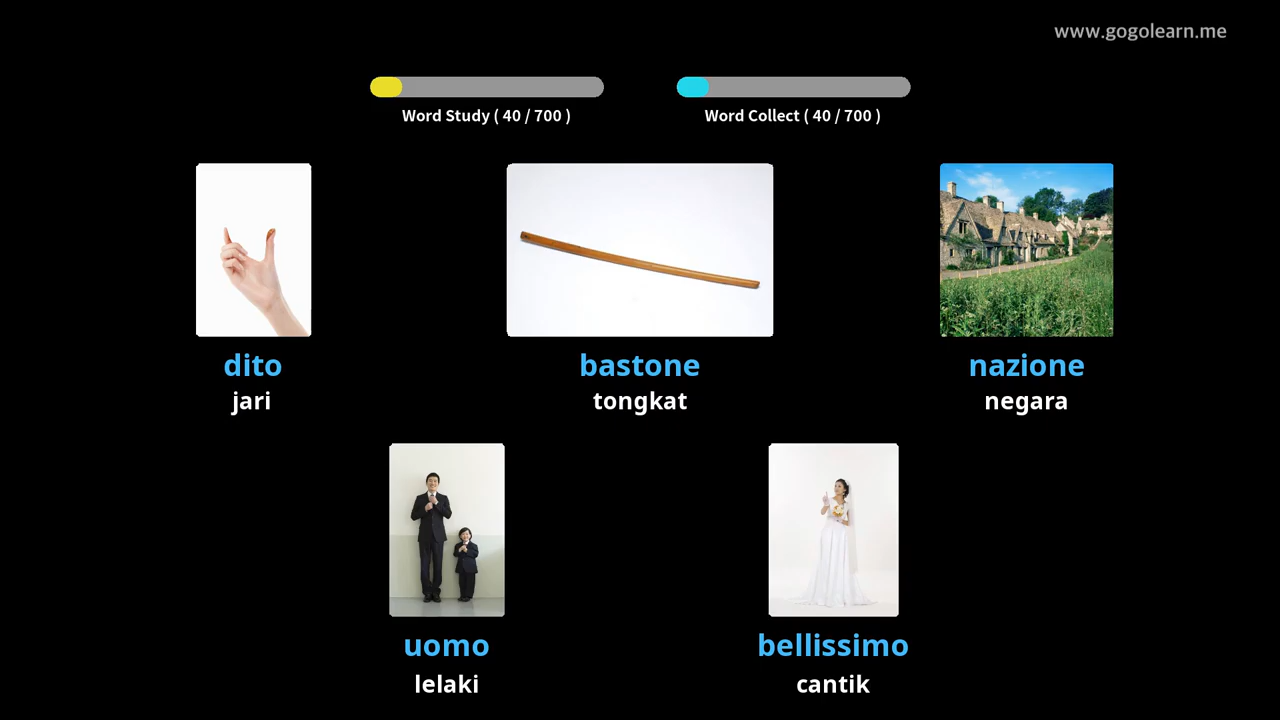 www.gogolearn.me
Word Study ( 40 / 700 )
Word Collect ( 40 / 700 )
dito
jari
bastone
tongkat
nazione
negara
uomo
lelaki
bellissimo
cantik